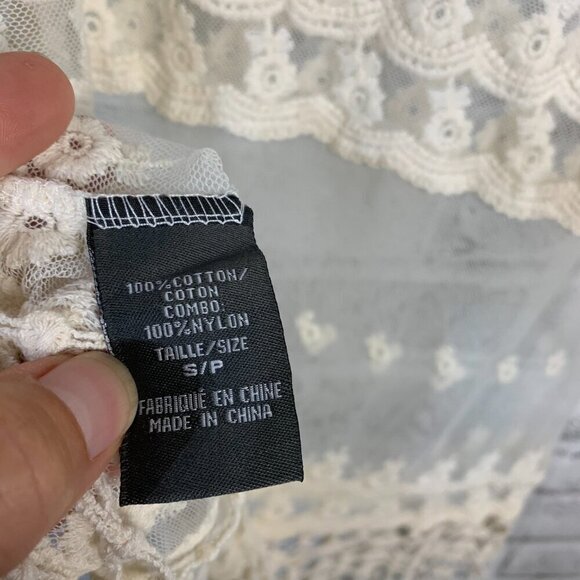 100%COTTON/
COTON
COMBO:
100%NYLON
TAILLE/SIZE
S/P
FABRIQUÉ EN CHINE
MADE IN CHINA